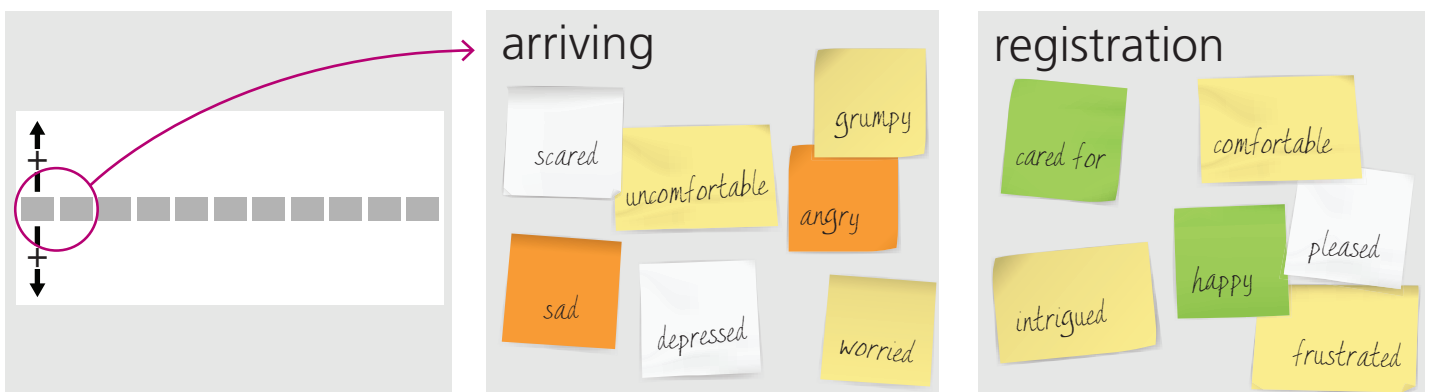 arriving
scared
uncomfortable
grumpy
angry
sad
depressed
worried
registration
cared for
comfortable
pleased
happy
intrigued
frustrated